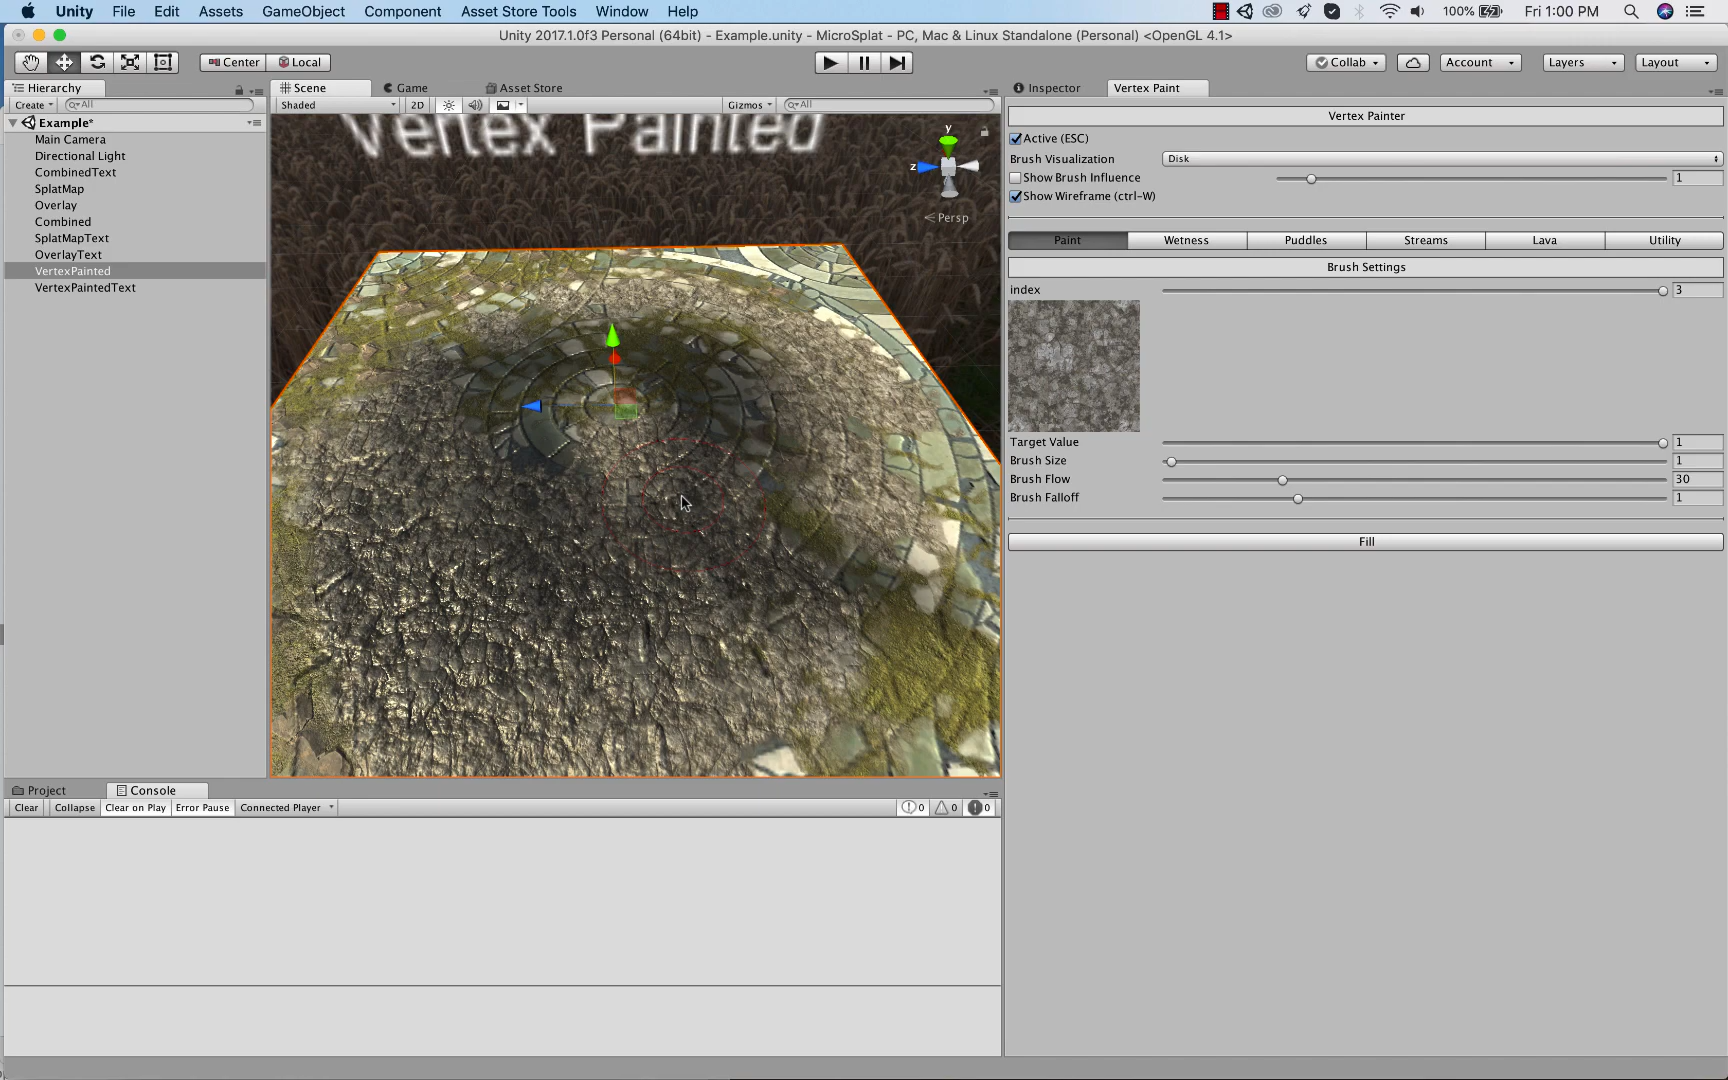 Unity File Edit Assets GameObject Component Asset Store Tools Window Help 100% Fri 1:00 PM
Unity 2017.1.0f3 Personal (64bit) - Example.unity - MicroSplat - PC, Mac & Linux Standalone (Personal) <OpenGL 4.1>
Center Local Collab Account Layers Layout
Hierarchy Scene Game Asset Store Inspector Vertex Paint
Create All Shaded 2D Gizmos All
Example*
Main Camera
Directional Light
CombinedText
SplatMap
Overlay
Combined
SplatMapText
OverlayText
VertexPainted
VertexPaintedText
Vertex Painted
y
z
Persp
Vertex Painter
Active (ESC)
Brush Visualization Disk
Show Brush Influence 1
Show Wireframe (ctrl-W)
Paint Wetness Puddles Streams Lava Utility
Brush Settings
index 3
Target Value 1
Brush Size 1
Brush Flow 30
Brush Falloff 1
Fill
Project Console
Clear Collapse Clear on Play Error Pause Connected Player 0 0 0